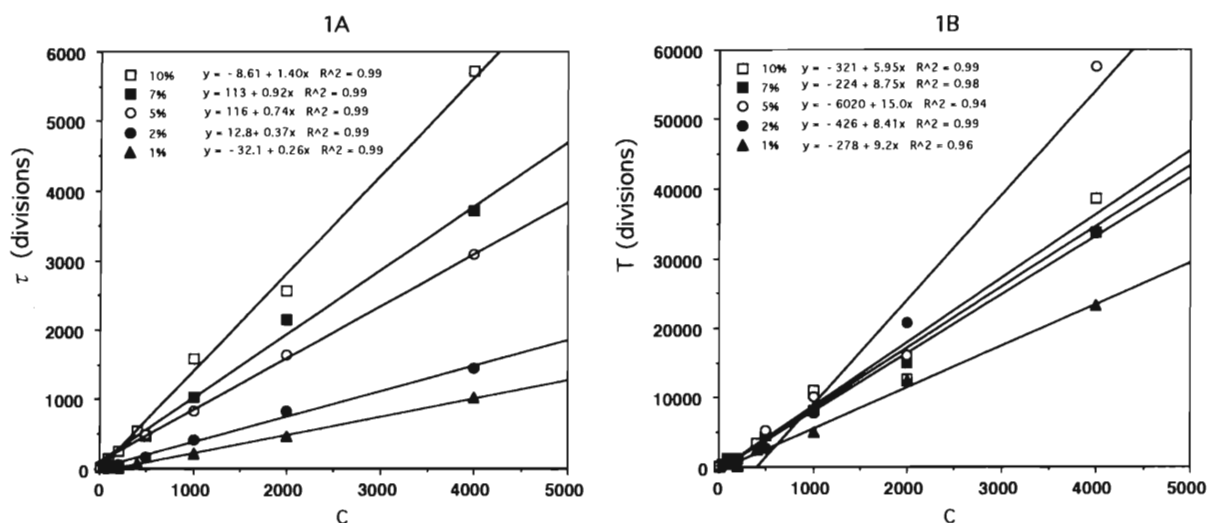 1A
6000
5000
4000
3000
2000
1000
0
τ (divisions)
10% y = - 8.61 + 1.40x R^2 = 0.99
7% y = 113 + 0.92x R^2 = 0.99
5% y = 116 + 0.74x R^2 = 0.99
2% y = 12.8+ 0.37x R^2 = 0.99
1% y = - 32.1 + 0.26x R^2 = 0.99
0 1000 2000 3000 4000 5000
C
1B
60000
50000
40000
30000
20000
10000
0
T (divisions)
10% y = - 321 + 5.95x R^2 = 0.99
7% y = - 224 + 8.75x R^2 = 0.98
5% y = - 6020 + 15.0x R^2 = 0.94
2% y = - 426 + 8.41x R^2 = 0.99
1% y = - 278 + 9.2x R^2 = 0.96
0 1000 2000 3000 4000 5000
C